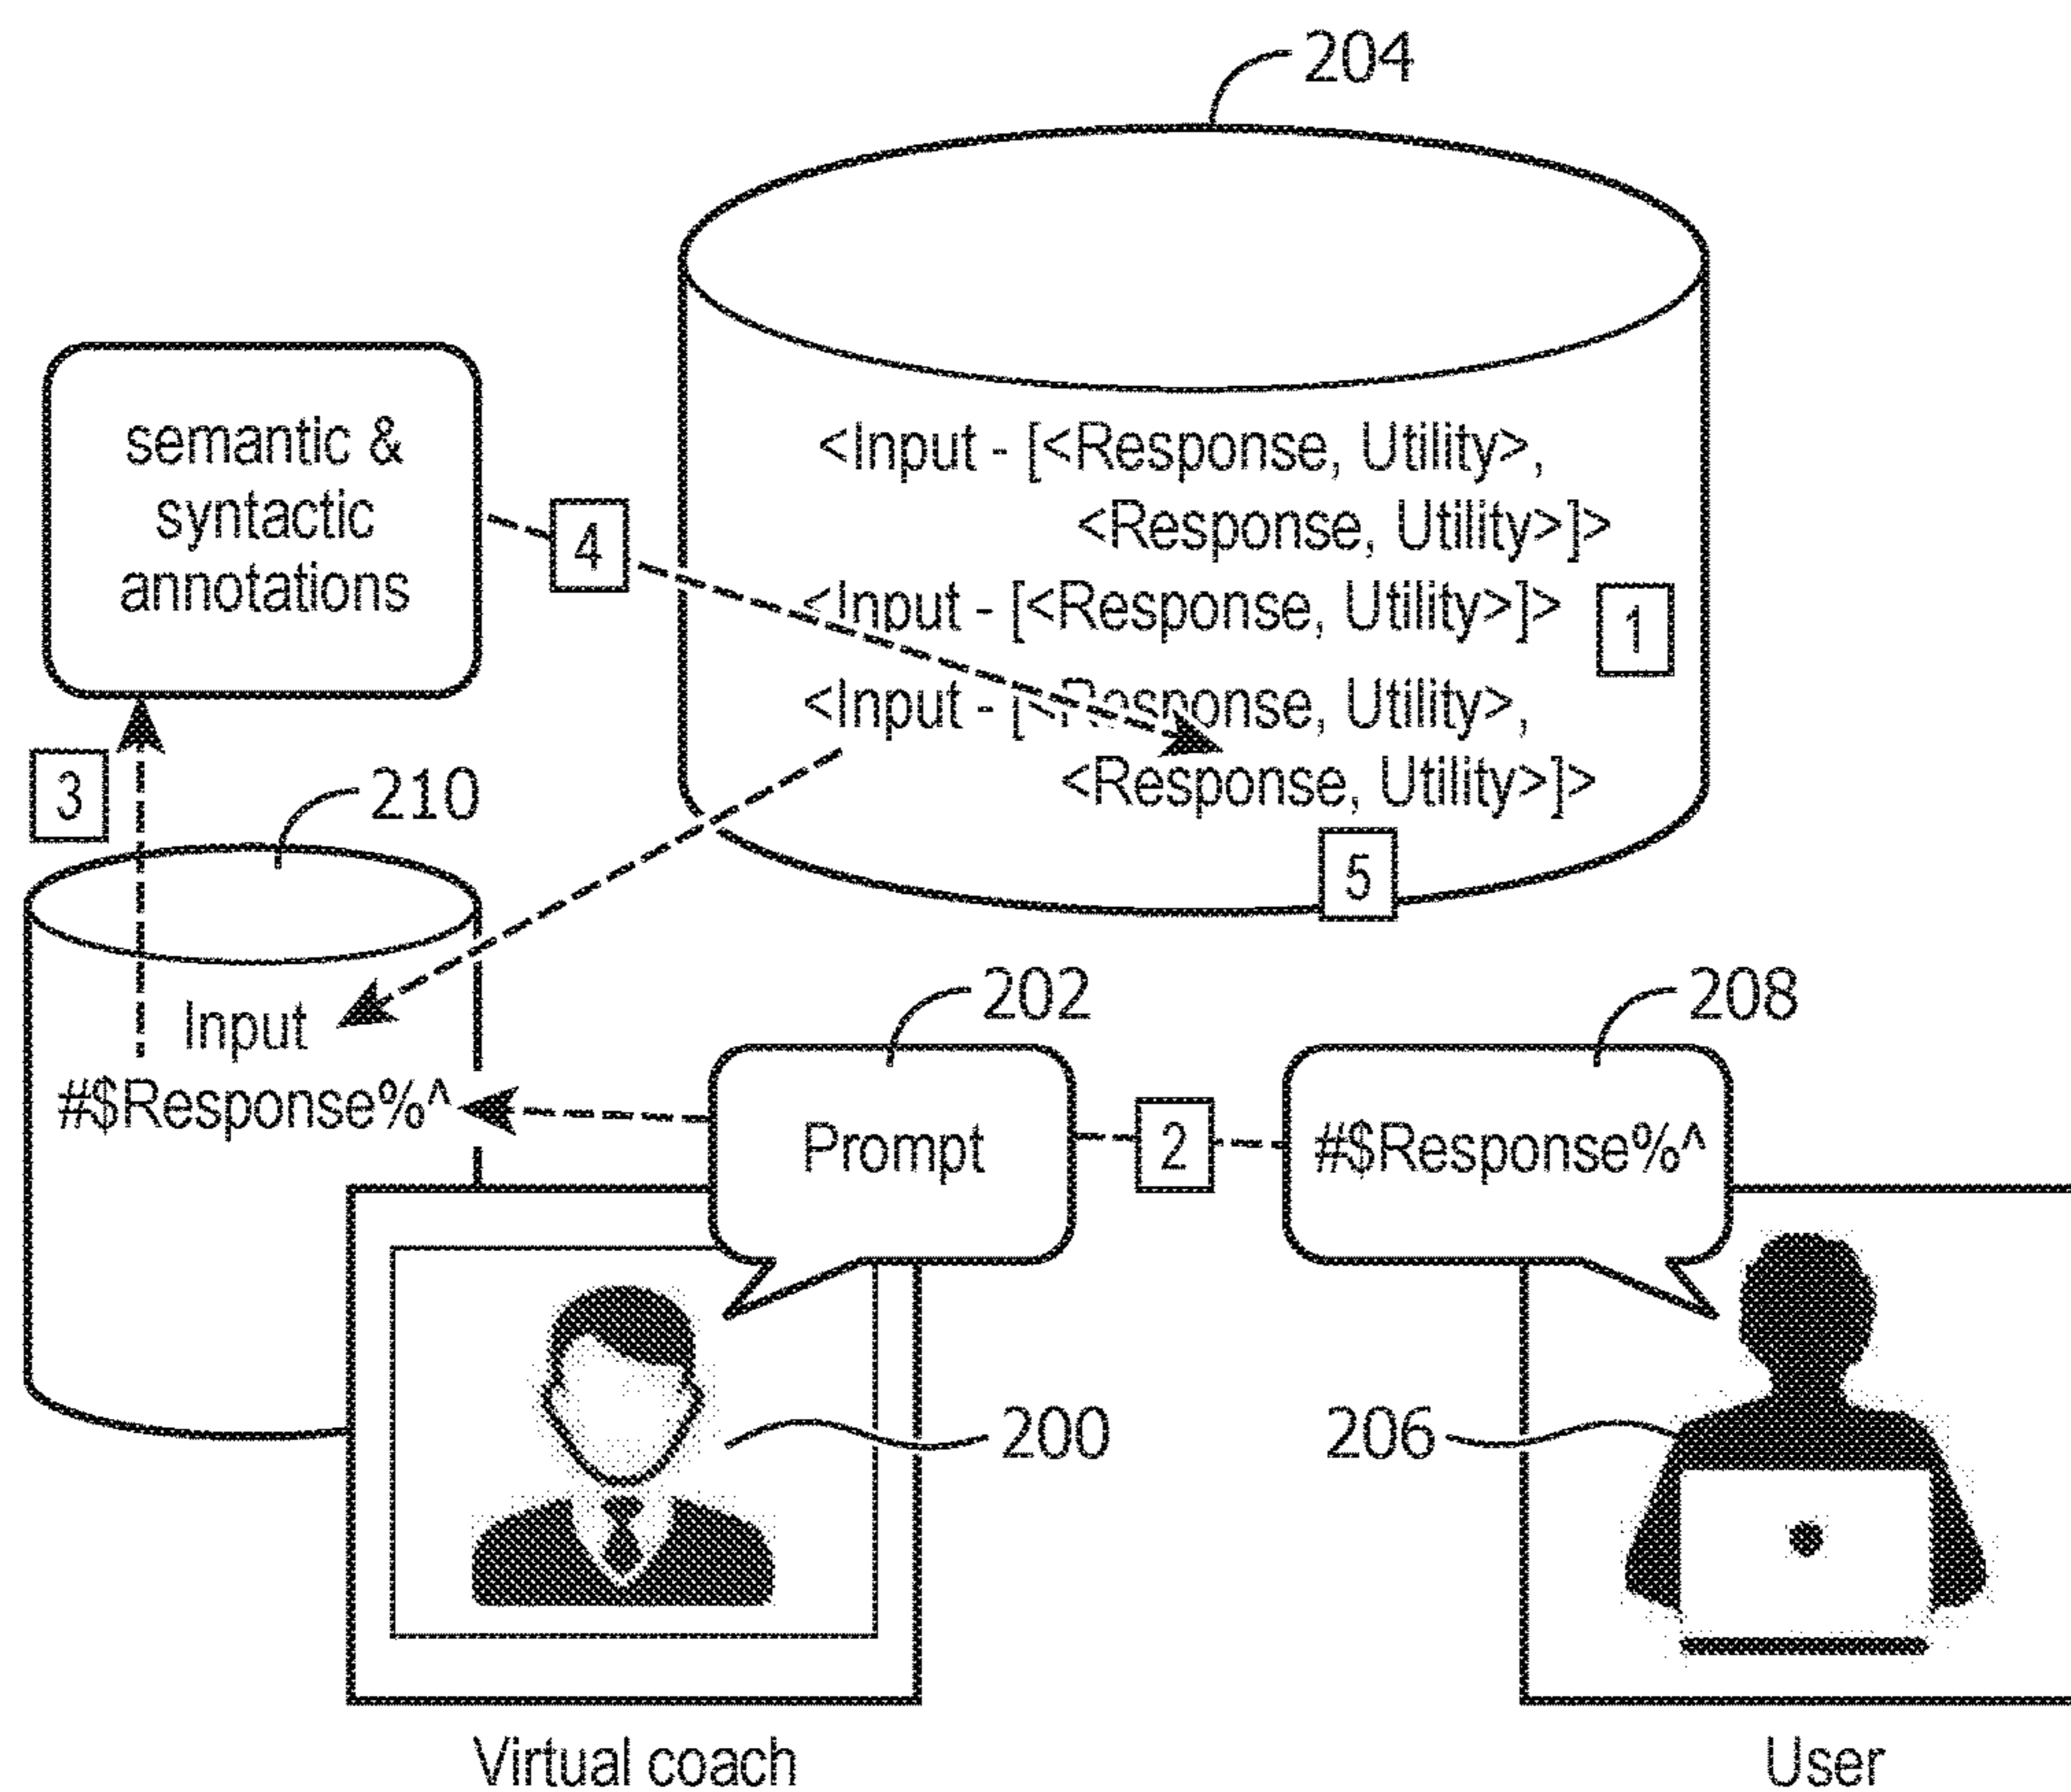 204
<Input - [<Response, Utility>,
<Response, Utility>]>
<Input - [<Response, Utility>]>
1
<Input - [<Response, Utility>,
<Response, Utility>]>
5
semantic &
syntactic
annotations
4
3
210
Input
#$Response%^
202
Prompt
2
208
#$Response%^
200
206
Virtual coach
User